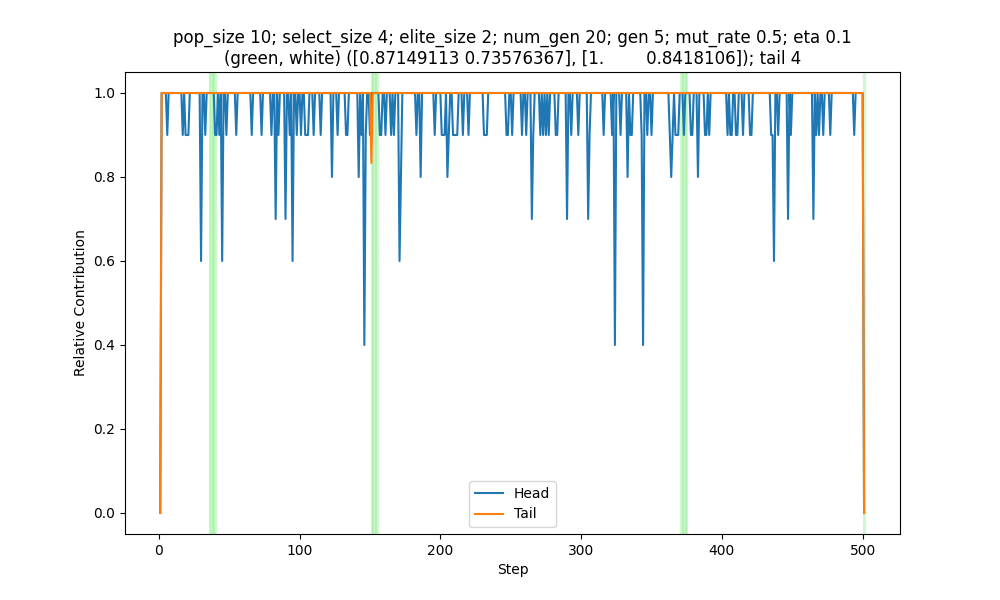 pop_size 10; select_size 4; elite_size 2; num_gen 20; gen 5; mut_rate 0.5; eta 0.1
(green, white) ([0.87149113 0.73576367], [1.         0.8418106]); tail 4
1.0
0.8
0.6
0.4
0.2
0.0
Relative Contribution
Head
Tail
0
100
200
300
400
500
Step